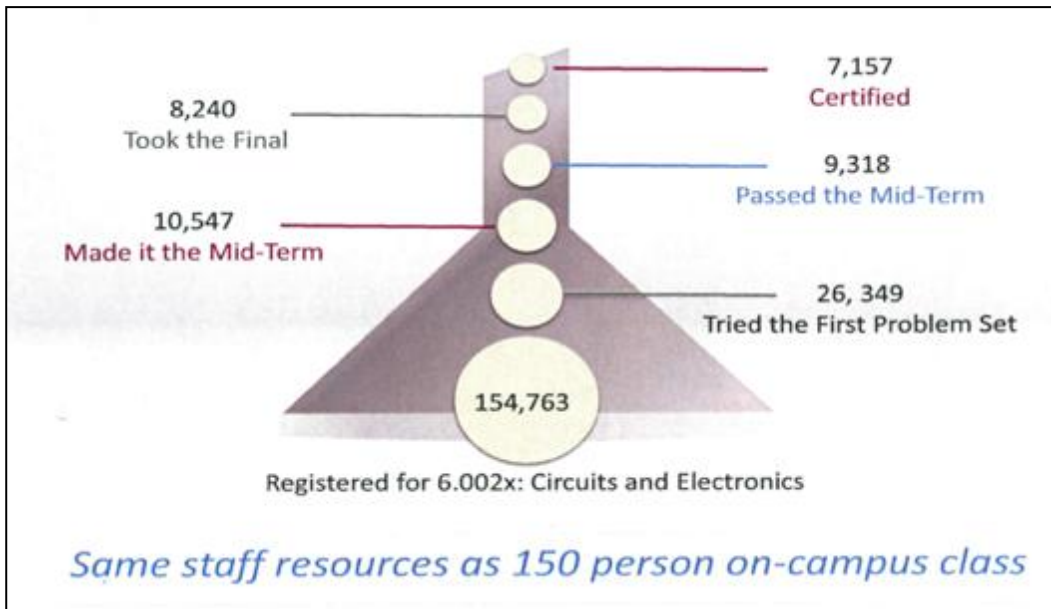 7,157
Certified
8,240
Took the Final
9,318
Passed the Mid-Term
10,547
Made it the Mid-Term
26, 349
Tried the First Problem Set
154,763
Registered for 6.002x: Circuits and Electronics
Same staff resources as 150 person on-campus class